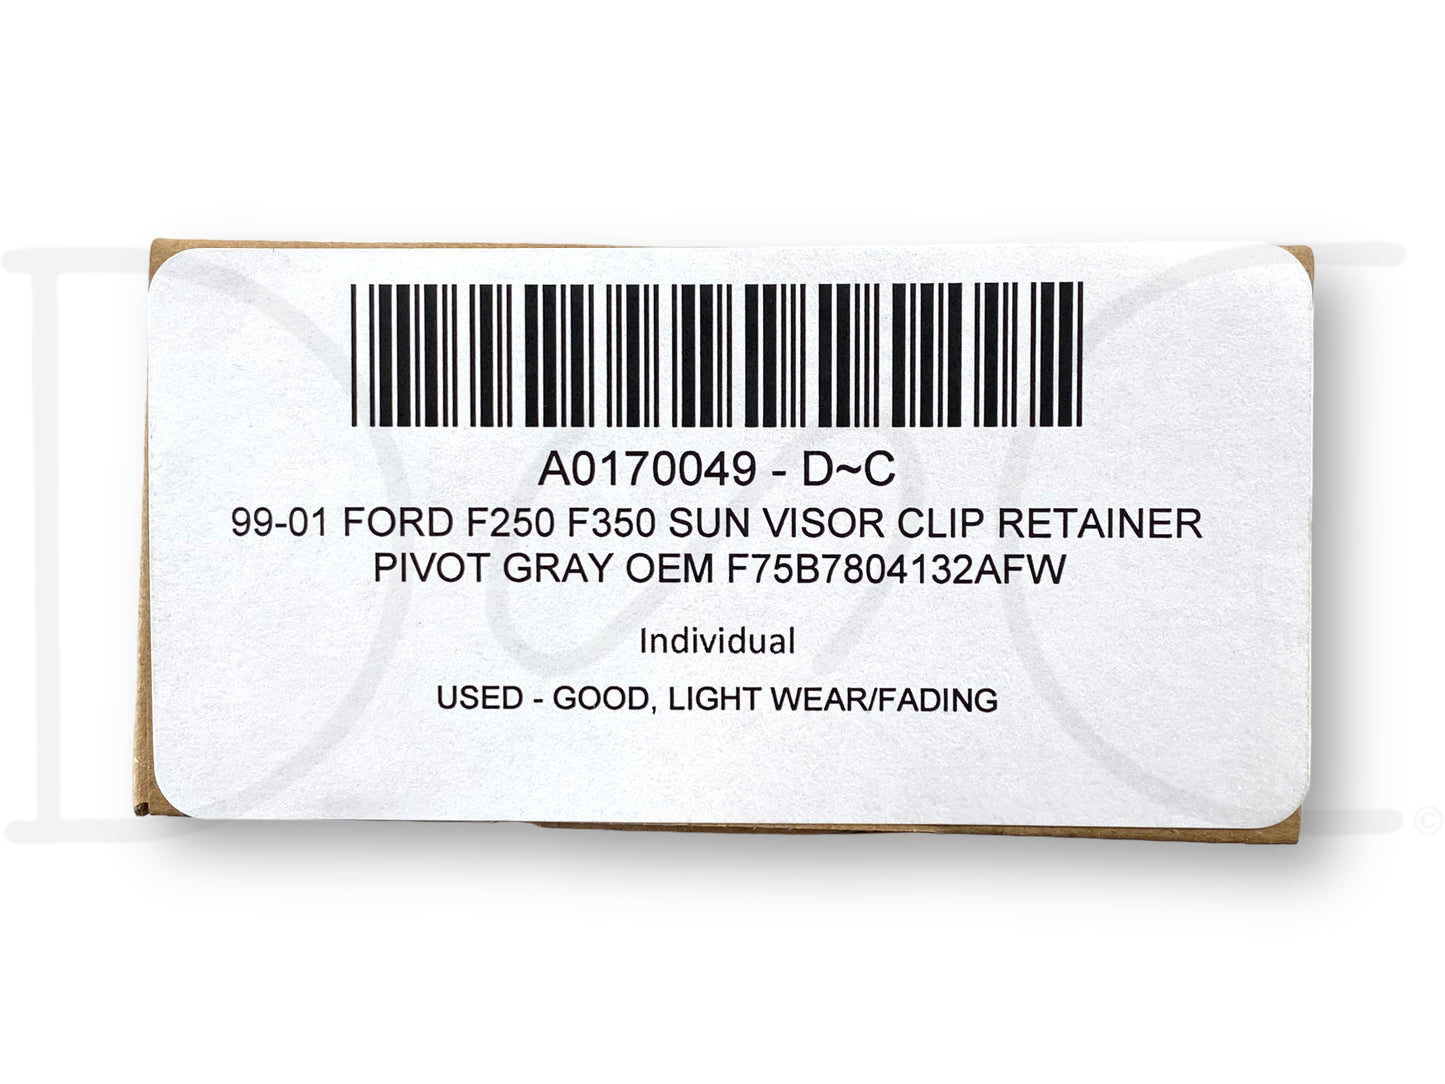 A0170049 - D~C
99-01 FORD F250 F350 SUN VISOR CLIP RETAINER
PIVOT GRAY OEM F75B7804132AFW
Individual
USED - GOOD, LIGHT WEAR/FADING
©